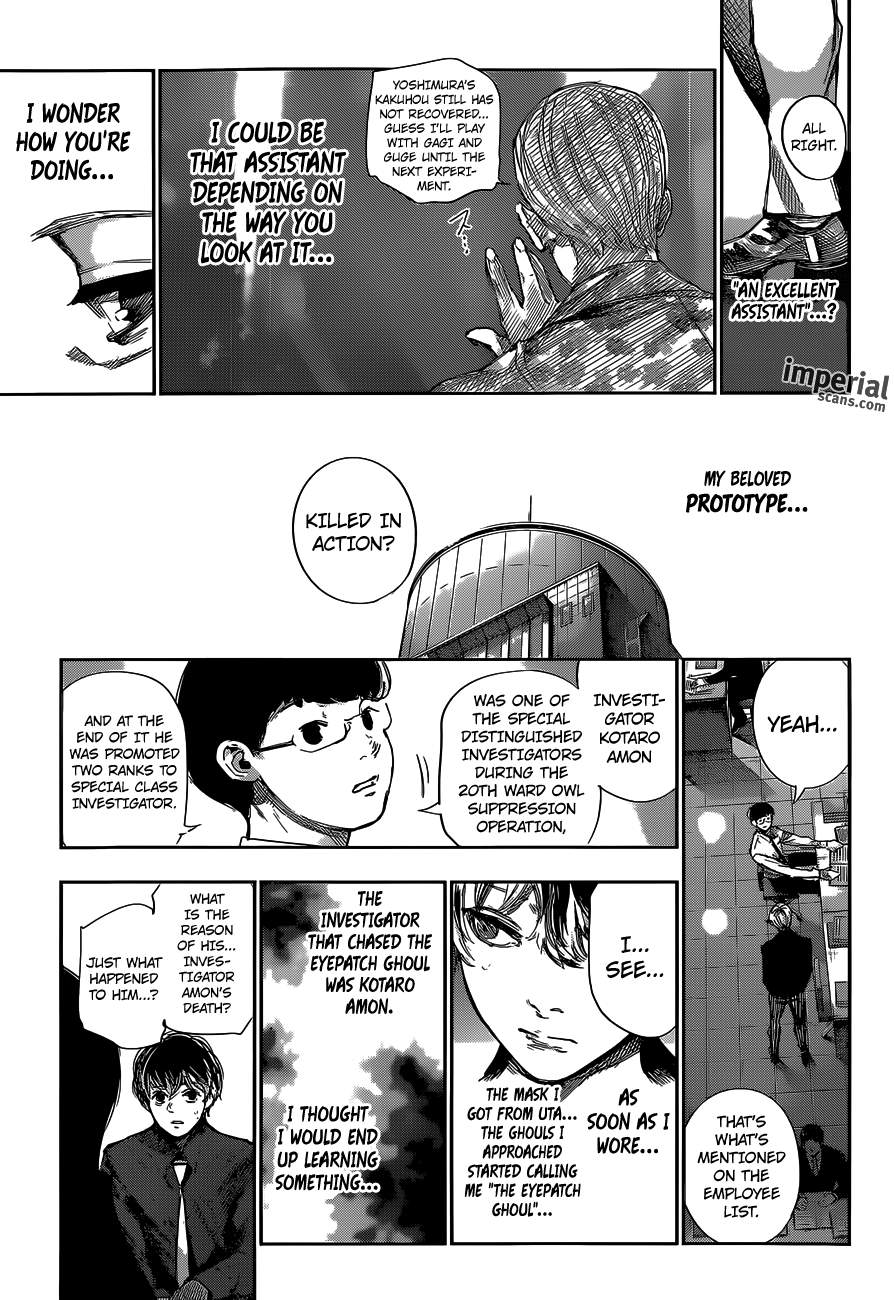 ALL
RIGHT.
"AN EXCELLENT
ASSISTANT"...?
YOSHIMURA'S
KAKUHOU STILL HAS
NOT RECOVERED...
GUESS I'LL PLAY
WITH GAGI AND
GUGE UNTIL THE
NEXT EXPERI-
MENT.
ス...
I COULD BE
THAT ASSISTANT
DEPENDING ON
THE WAY YOU
LOOK AT IT...
I WONDER
HOW YOU'RE
DOING...
imperial
scans.com
MY BELOVED
PROTOTYPE...
KILLED IN
ACTION?
YEAH...
THAT'S
WHAT'S
MENTIONED
ON THE
EMPLOYEE
LIST.
INVESTI-
GATOR
KOTARO
AMON
WAS ONE OF
THE SPECIAL
DISTINGUISHED
INVESTIGATORS
DURING THE
20TH WARD OWL
SUPPRESSION
OPERATION,
AND AT THE
END OF IT HE
WAS PROMOTED
TWO RANKS TO
SPECIAL CLASS
INVESTIGATOR.
I...
SEE...
AS
SOON AS I
WORE...
THE MASK I
GOT FROM UTA...
THE GHOULS I
APPROACHED
STARTED CALLING
ME "THE EYEPATCH
GHOUL"...
THE
INVESTIGATOR
THAT CHASED THE
EYEPATCH GHOUL
WAS KOTARO
AMON.
I THOUGHT
I WOULD END
UP LEARNING
SOMETHING...
WHAT
IS THE
REASON
OF HIS...
INVES-
TIGATOR
AMON'S
DEATH?
JUST WHAT
HAPPENED
TO HIM...?